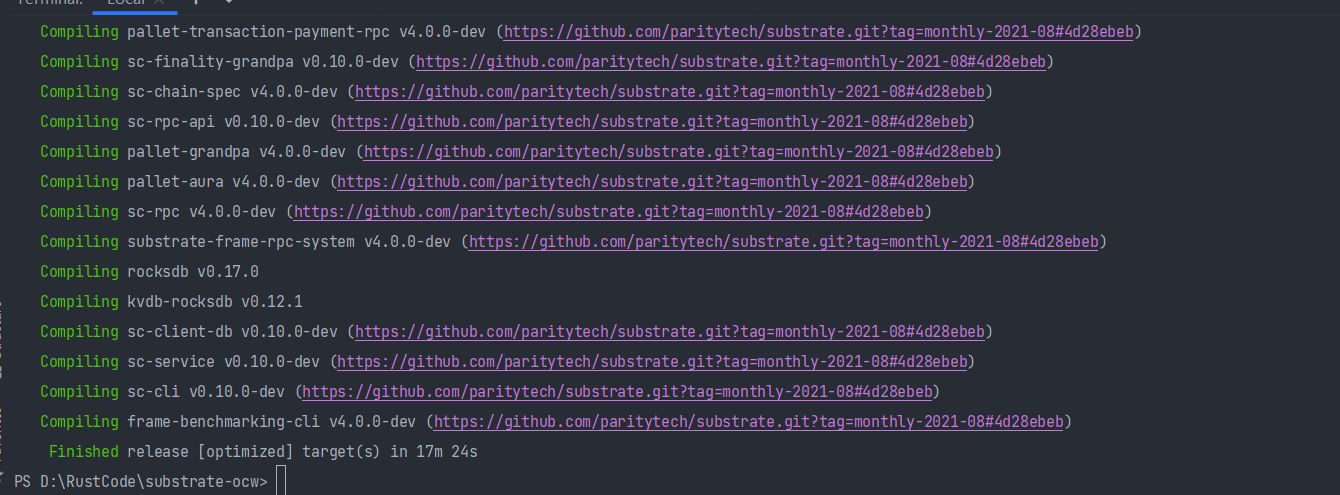 Terminal: Local × + ∨
Compiling pallet-transaction-payment-rpc v4.0.0-dev (https://github.com/paritytech/substrate.git?tag=monthly-2021-08#4d28ebeb)
Compiling sc-finality-grandpa v0.10.0-dev (https://github.com/paritytech/substrate.git?tag=monthly-2021-08#4d28ebeb)
Compiling sc-chain-spec v4.0.0-dev (https://github.com/paritytech/substrate.git?tag=monthly-2021-08#4d28ebeb)
Compiling sc-rpc-api v0.10.0-dev (https://github.com/paritytech/substrate.git?tag=monthly-2021-08#4d28ebeb)
Compiling pallet-grandpa v4.0.0-dev (https://github.com/paritytech/substrate.git?tag=monthly-2021-08#4d28ebeb)
Compiling pallet-aura v4.0.0-dev (https://github.com/paritytech/substrate.git?tag=monthly-2021-08#4d28ebeb)
Compiling sc-rpc v4.0.0-dev (https://github.com/paritytech/substrate.git?tag=monthly-2021-08#4d28ebeb)
Compiling substrate-frame-rpc-system v4.0.0-dev (https://github.com/paritytech/substrate.git?tag=monthly-2021-08#4d28ebeb)
Compiling rocksdb v0.17.0
Compiling kvdb-rocksdb v0.12.1
Compiling sc-client-db v0.10.0-dev (https://github.com/paritytech/substrate.git?tag=monthly-2021-08#4d28ebeb)
Compiling sc-service v0.10.0-dev (https://github.com/paritytech/substrate.git?tag=monthly-2021-08#4d28ebeb)
Compiling sc-cli v0.10.0-dev (https://github.com/paritytech/substrate.git?tag=monthly-2021-08#4d28ebeb)
Compiling frame-benchmarking-cli v4.0.0-dev (https://github.com/paritytech/substrate.git?tag=monthly-2021-08#4d28ebeb)
Finished release [optimized] target(s) in 17m 24s
PS D:\RustCode\substrate-ocw>